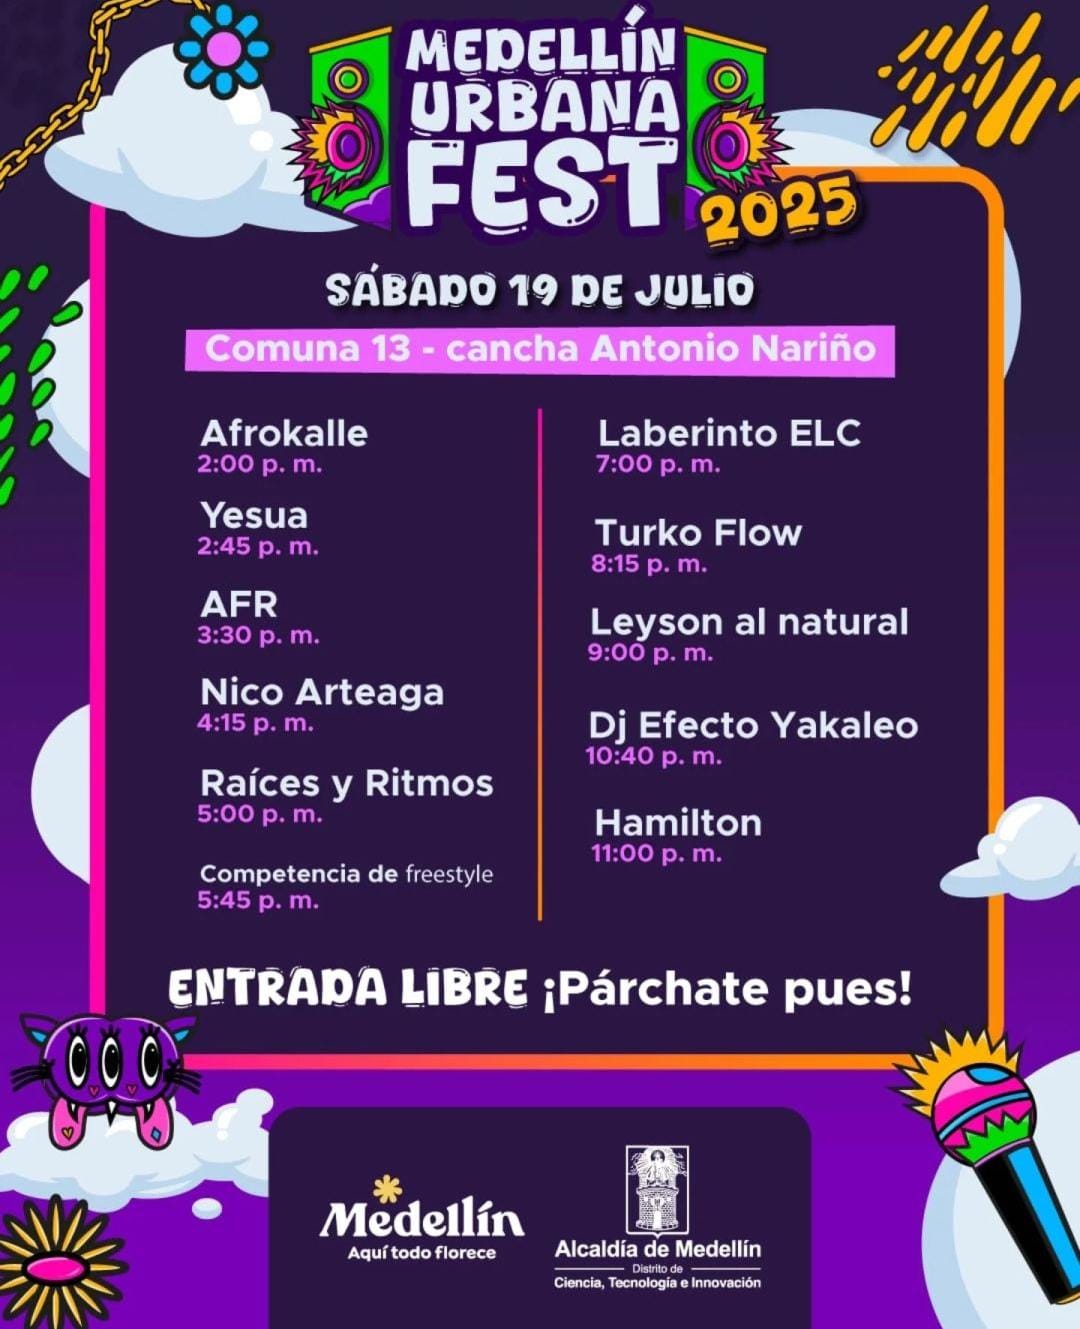 MEDELLÍN
URBANA
FEST
2025
SÁBADO 19 DE JULIO
Comuna 13 - cancha Antonio Nariño
Afrokalle
2:00 p. m.
Yesua
2:45 p. m.
AFR
3:30 p. m.
Nico Arteaga
4:15 p. m.
Raíces y Ritmos
5:00 p. m.
Competencia de freestyle
5:45 p. m.
Laberinto ELC
7:00 p. m.
Turko Flow
8:15 p. m.
Leyson al natural
9:00 p. m.
Dj Efecto Yakaleo
10:40 p. m.
Hamilton
11:00 p. m.
ENTRADA LIBRE ¡Párchate pues!
Medellín
Aquí todo florece
Alcaldía de Medellín
Distrito de
Ciencia, Tecnología e Innovación